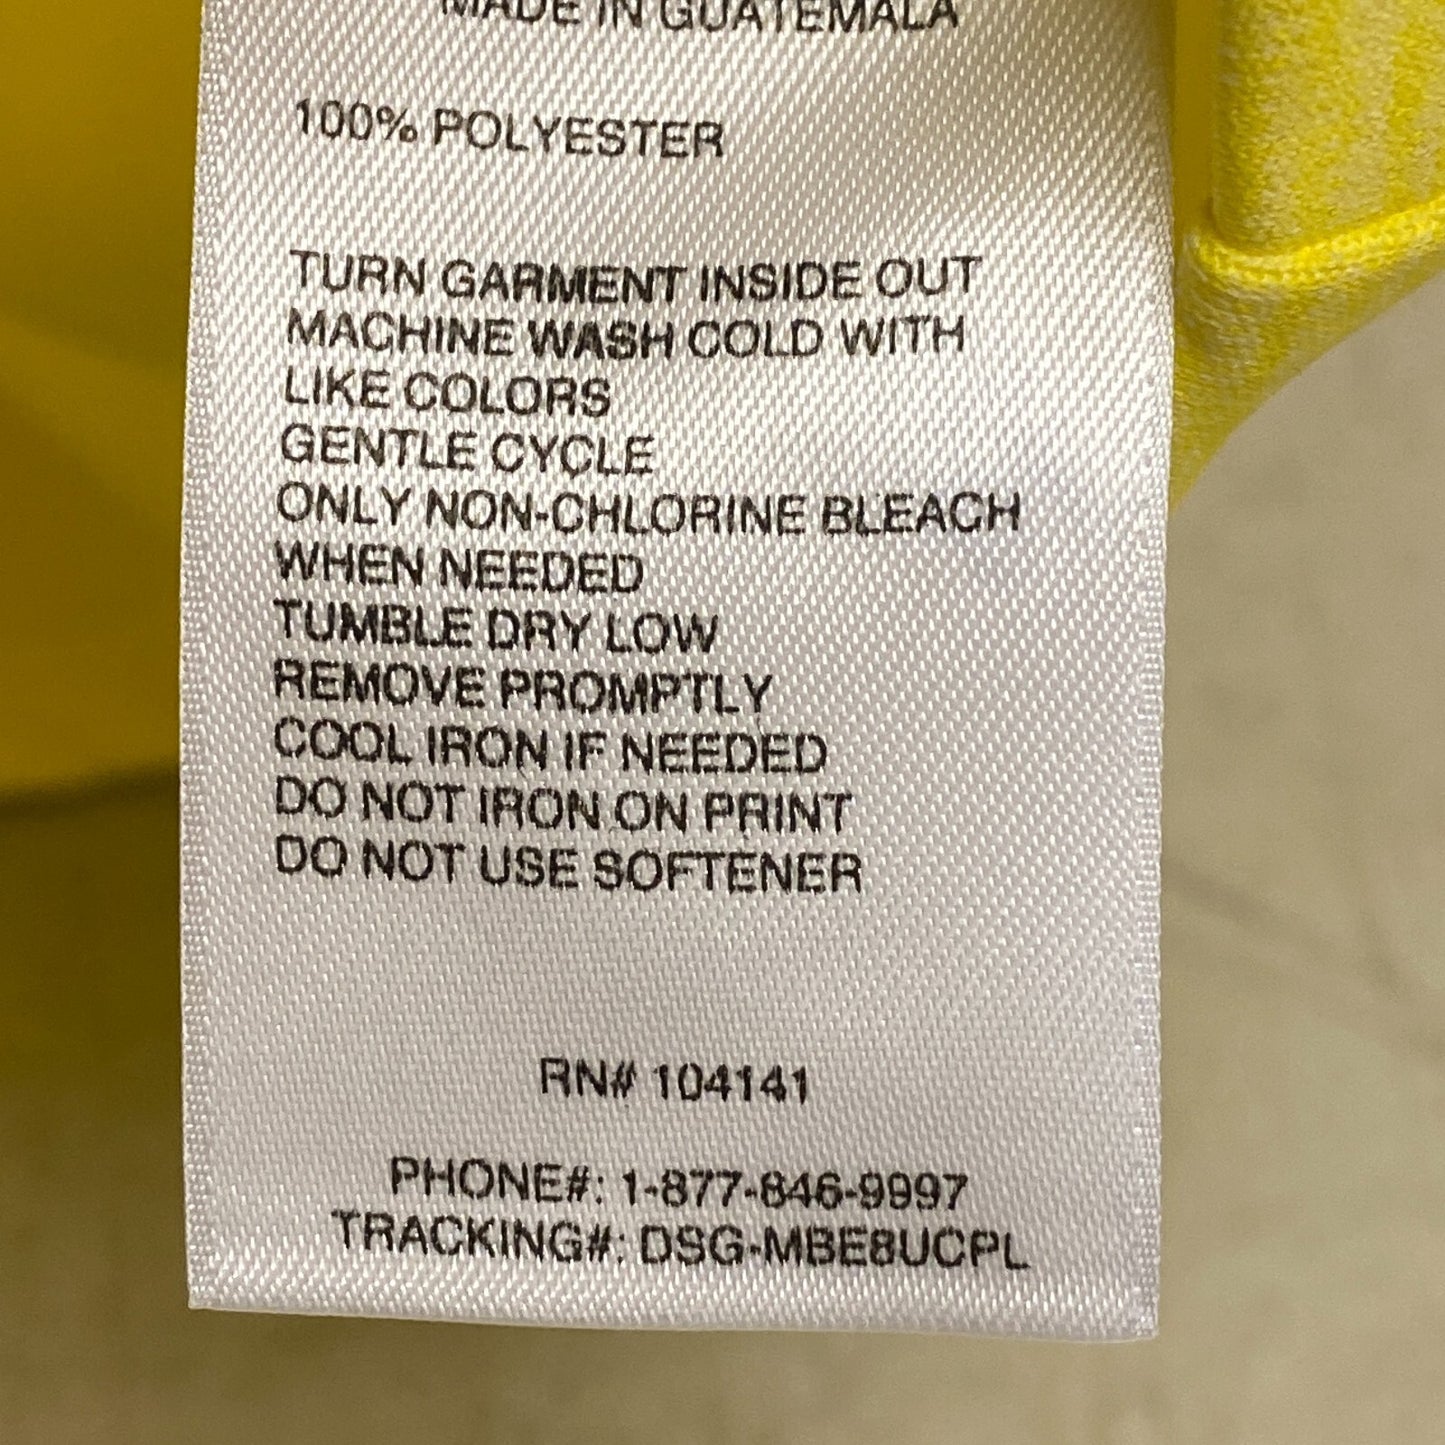 MADE IN GUATEMALA
100% POLYESTER
TURN GARMENT INSIDE OUT
MACHINE WASH COLD WITH
LIKE COLORS
GENTLE CYCLE
ONLY NON-CHLORINE BLEACH
WHEN NEEDED
TUMBLE DRY LOW
REMOVE PROMPTLY
COOL IRON IF NEEDED
DO NOT IRON ON PRINT
DO NOT USE SOFTENER
RN# 104141
PHONE#: 1-877-846-9997
TRACKING#: DSG-MBE8UCPL